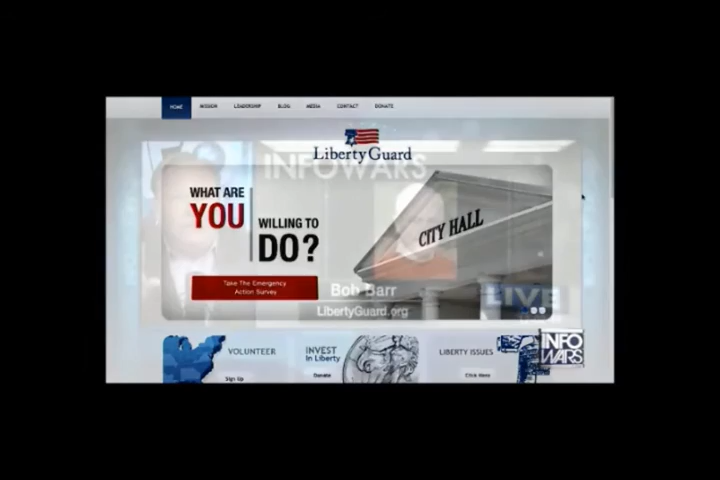 HOME MISSION LEADERSHIP BLOG MEDIA CONTACT DONATE
Liberty Guard
INFOWARS
WHAT ARE
YOU
WILLING TO
DO?
CITY HALL
Take The Emergency
Action Survey
Bob Barr
LibertyGuard.org
LIVE
VOLUNTEER
Sign Up
INVEST
In Liberty
Donate
LIBERTY ISSUES
Click Here
INFO
WARS